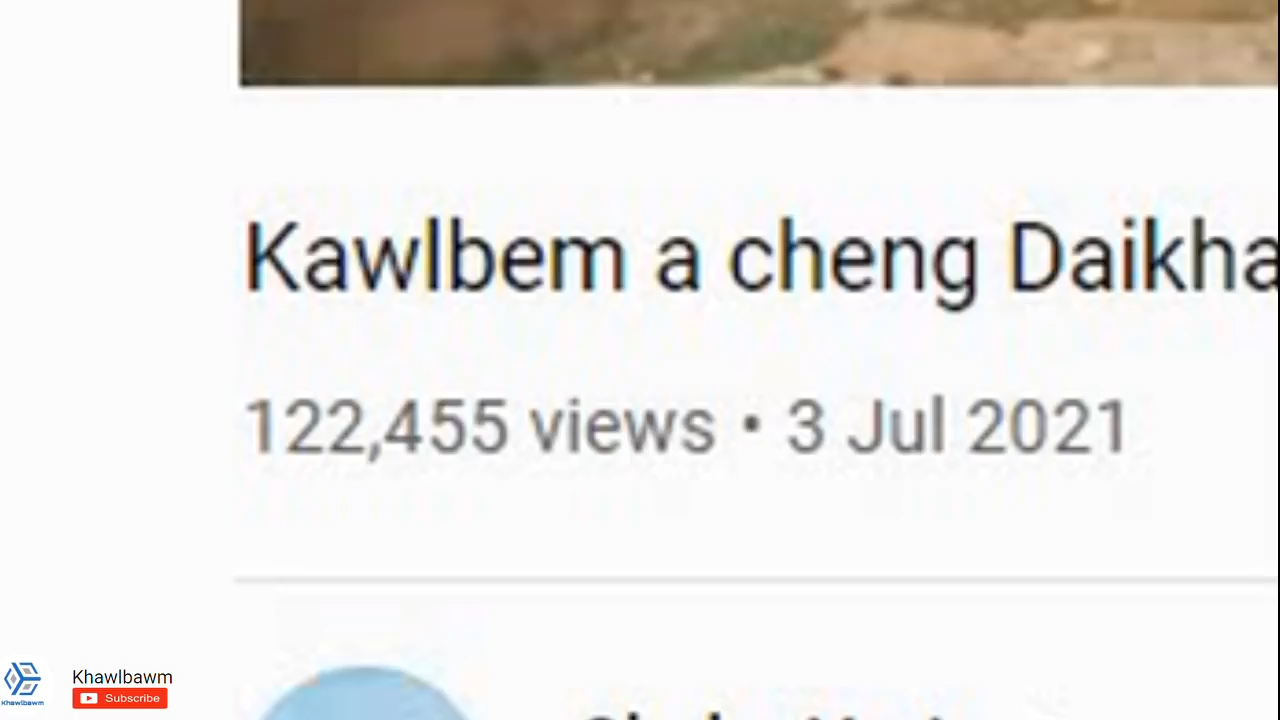 Kawlbem a cheng Daikha
122,455 views • 3 Jul 2021
Khawlbawm
Khawlbawm
Subscribe